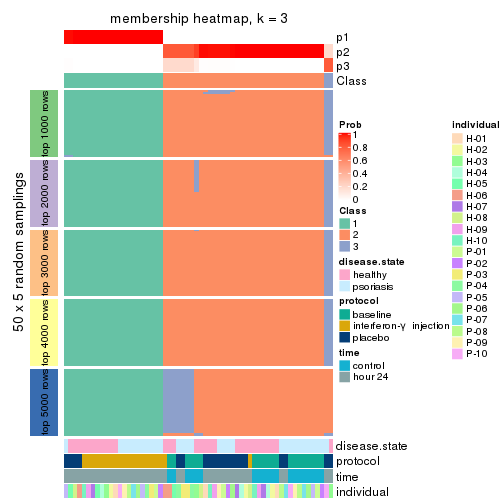 membership heatmap, k = 3
p1
p2
p3
Class
50 x 5 random samplings
top 1000 rows
top 2000 rows
top 3000 rows
top 4000 rows
top 5000 rows
disease.state
protocol
time
individual
Prob
1
0.8
0.6
0.4
0.2
0
Class
1
2
3
disease.state
healthy
psoriasis
protocol
baseline
interferon-γ injection
placebo
time
control
hour 24
individual
H-01
H-02
H-03
H-04
H-05
H-06
H-07
H-08
H-09
H-10
P-01
P-02
P-03
P-04
P-05
P-06
P-07
P-08
P-09
P-10